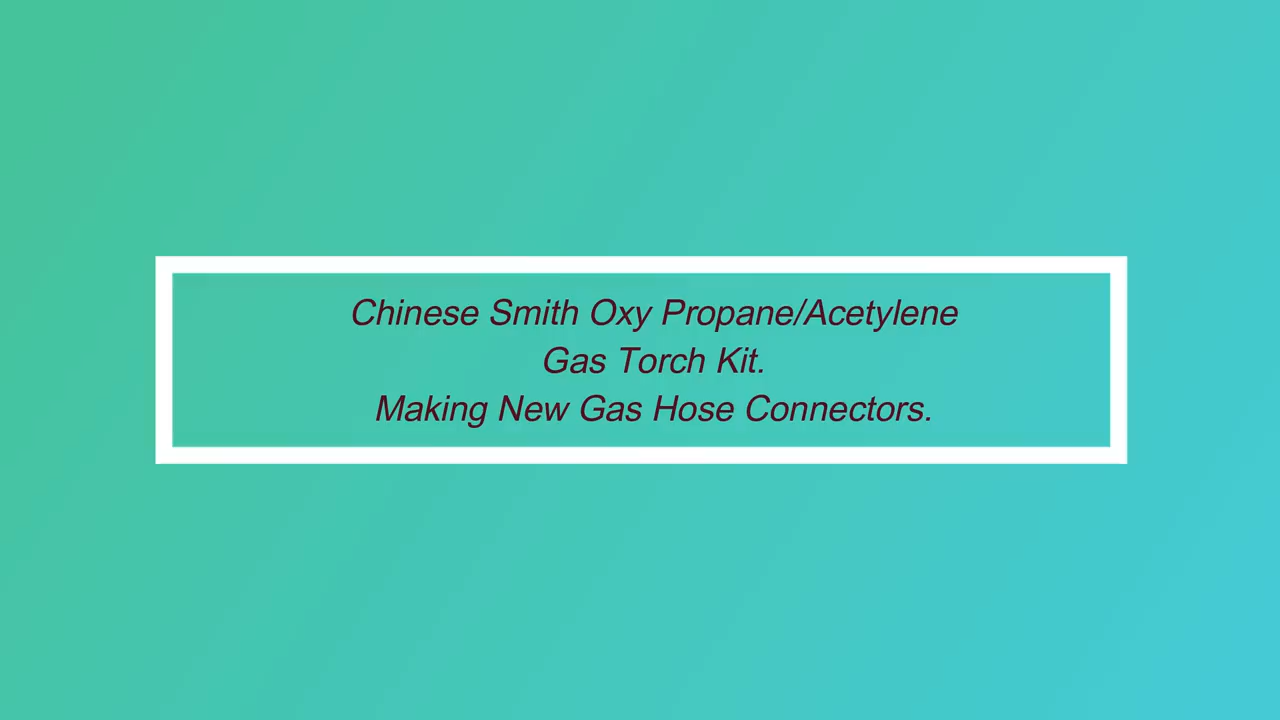 Chinese Smith Oxy Propane/Acetylene
Gas Torch Kit.
Making New Gas Hose Connectors.